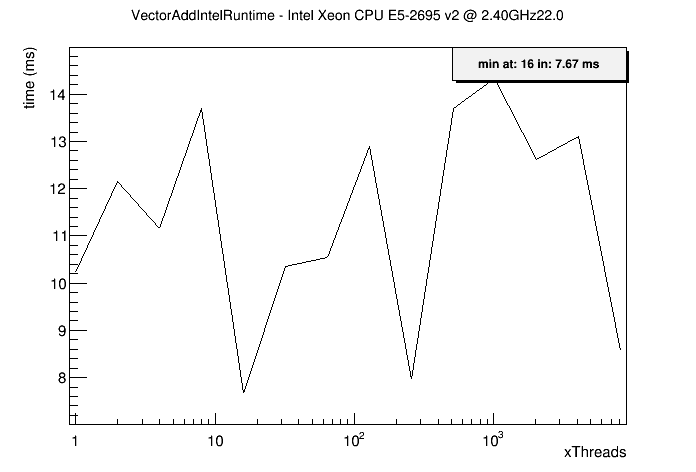 VectorAddIntelRuntime - Intel Xeon CPU E5-2695 v2 @ 2.40GHz22.0
time (ms)
min at: 16 in: 7.67 ms
14
13
12
11
10
9
8
1 10 10² 10³
xThreads